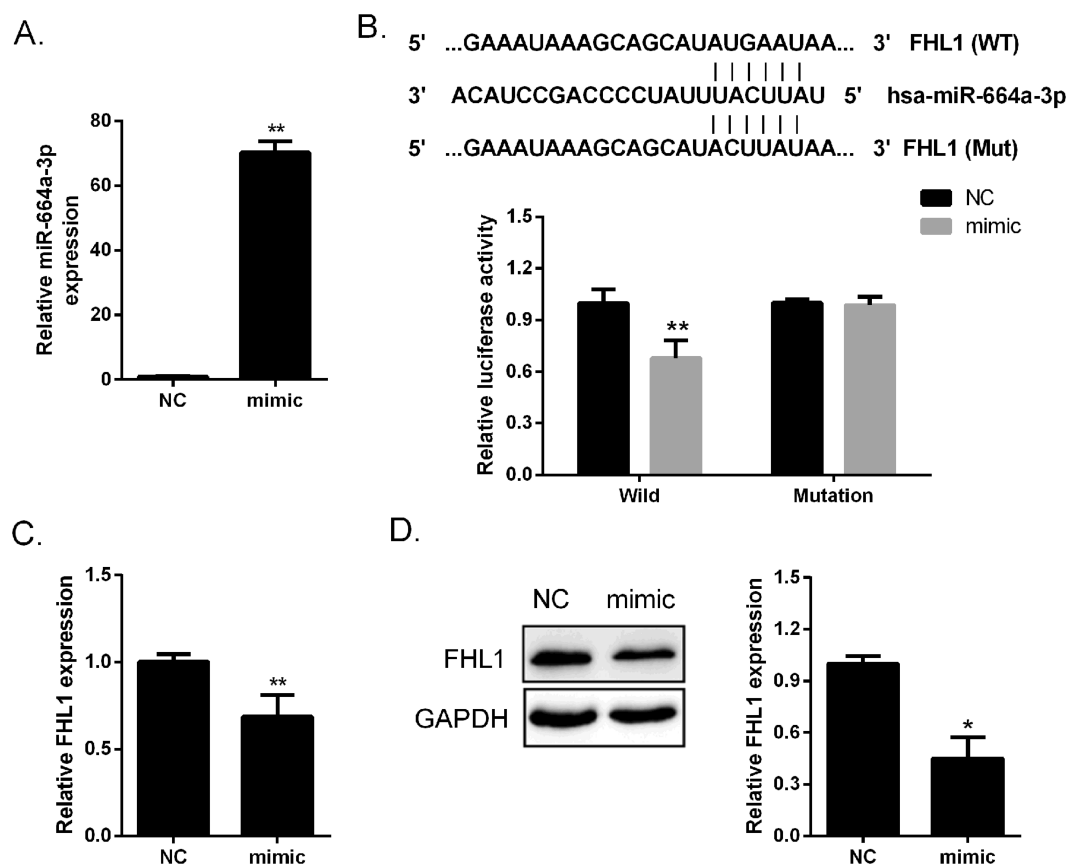 A.
Relative miR-664a-3p
expression
80
60
40
20
0
**
NC
mimic
B.
5' ...GAAAUAAAGCAGCAUAUGAAUAA... 3' FHL1 (WT)
3' ACAUCCGACCCCUAUUUACUUAU 5' hsa-miR-664a-3p
5' ...GAAAUAAAGCAGCAUACUUAUAA... 3' FHL1 (Mut)
NC
mimic
Relative luciferase activity
1.5
1.2
0.9
0.6
0.3
0.0
**
Wild
Mutation
C.
Relative FHL1 expression
1.5
1.0
0.5
0.0
**
NC
mimic
D.
NC mimic
FHL1
GAPDH
Relative FHL1 expression
1.5
1.2
0.9
0.6
0.3
0.0
*
NC
mimic